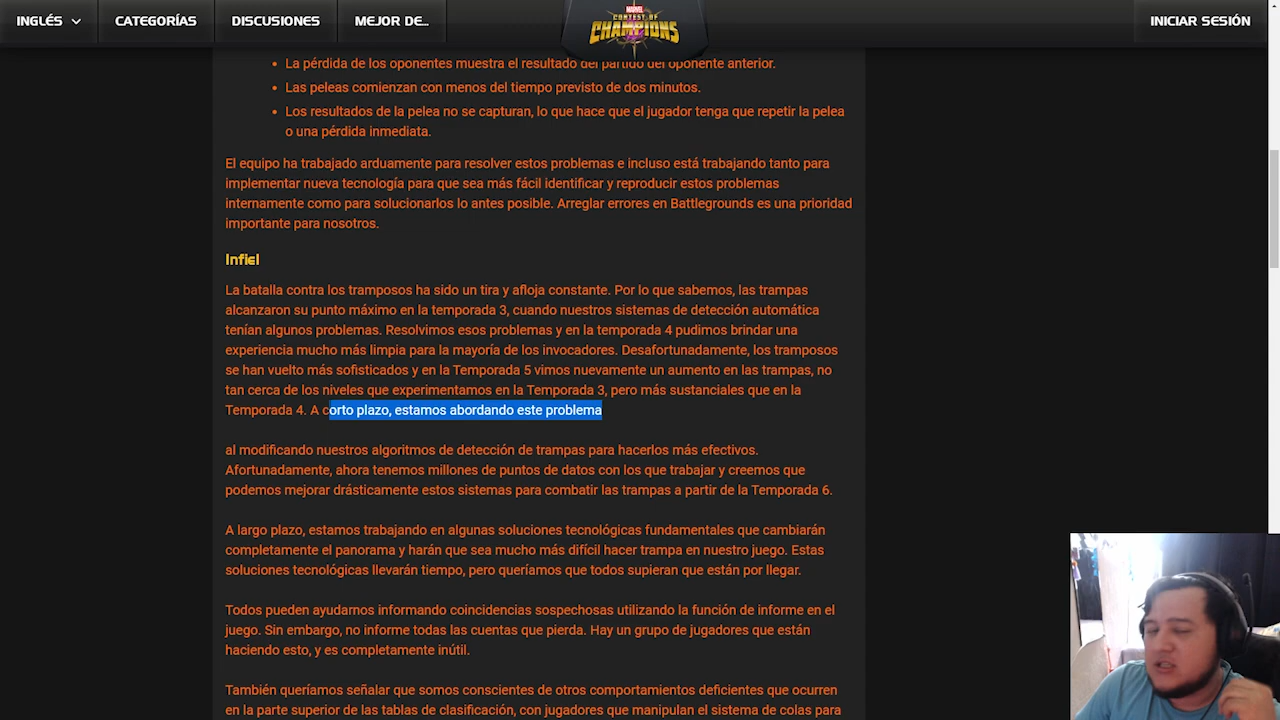 INGLÉS
CATEGORÍAS
DISCUSIONES
MEJOR DE...
MARVEL
CONTEST OF
CHAMPIONS
INICIAR SESIÓN
• La pérdida de los oponentes muestra el resultado del partido del oponente anterior.
• Las peleas comienzan con menos del tiempo previsto de dos minutos.
• Los resultados de la pelea no se capturan, lo que hace que el jugador tenga que repetir la pelea
o una pérdida inmediata.
El equipo ha trabajado arduamente para resolver estos problemas e incluso está trabajando tanto para
implementar nueva tecnología para que sea más fácil identificar y reproducir estos problemas
internamente como para solucionarlos lo antes posible. Arreglar errores en Battlegrounds es una prioridad
importante para nosotros.
Infiel
La batalla contra los tramposos ha sido un tira y afloja constante. Por lo que sabemos, las trampas
alcanzaron su punto máximo en la temporada 3, cuando nuestros sistemas de detección automática
tenían algunos problemas. Resolvimos esos problemas y en la temporada 4 pudimos brindar una
experiencia mucho más limpia para la mayoría de los invocadores. Desafortunadamente, los tramposos
se han vuelto más sofisticados y en la Temporada 5 vimos nuevamente un aumento en las trampas, no
tan cerca de los niveles que experimentamos en la Temporada 3, pero más sustanciales que en la
Temporada 4. A corto plazo, estamos abordando este problema
al modificando nuestros algoritmos de detección de trampas para hacerlos más efectivos.
Afortunadamente, ahora tenemos millones de puntos de datos con los que trabajar y creemos que
podemos mejorar drásticamente estos sistemas para combatir las trampas a partir de la Temporada 6.
A largo plazo, estamos trabajando en algunas soluciones tecnológicas fundamentales que cambiarán
completamente el panorama y harán que sea mucho más difícil hacer trampa en nuestro juego. Estas
soluciones tecnológicas llevarán tiempo, pero queríamos que todos supieran que están por llegar.
Todos pueden ayudarnos informando coincidencias sospechosas utilizando la función de informe en el
juego. Sin embargo, no informe todas las cuentas que pierda. Hay un grupo de jugadores que están
haciendo esto, y es completamente inútil.
También queríamos señalar que somos conscientes de otros comportamientos deficientes que ocurren
en la parte superior de las tablas de clasificación, con jugadores que manipulan el sistema de colas para